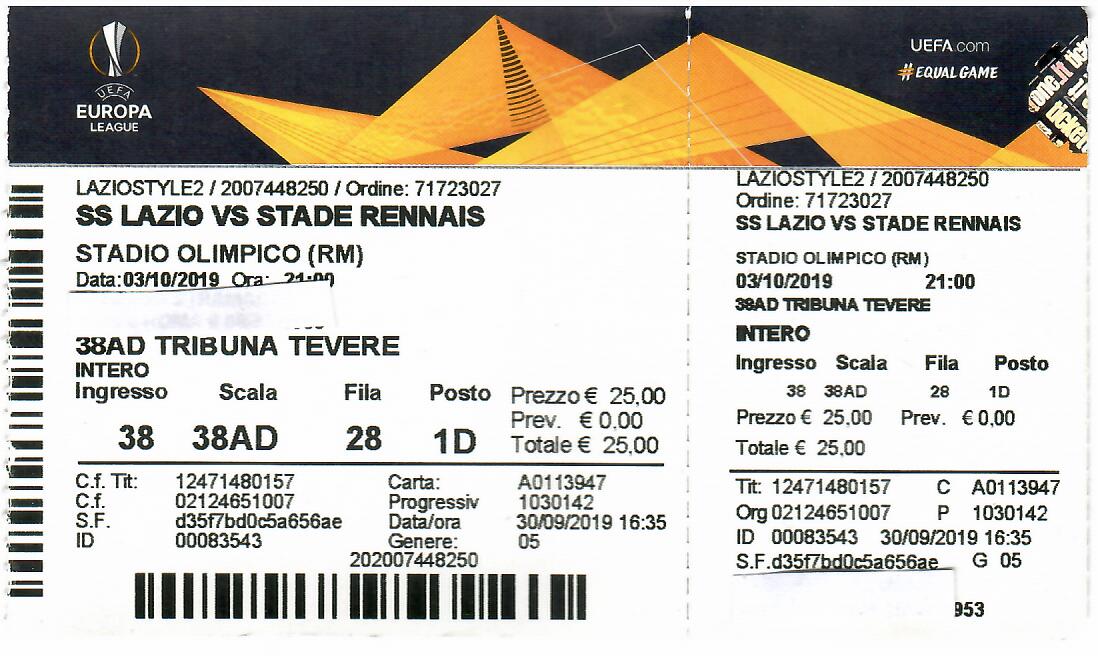 UEFA
EUROPA
LEAGUE
LAZIOSTYLE2 / 2007448250 / Ordine: 71723027
SS LAZIO VS STADE RENNAIS
STADIO OLIMPICO (RM)
Data:03/10/2019 Ora: 21:00
38AD TRIBUNA TEVERE
INTERO
Ingresso Scala Fila Posto
38 38AD 28 1D
Prezzo € 25,00
Prev. € 0,00
Totale € 25,00
C.f. Tit: 12471480157 Carta: A0113947
C.f. 02124651007 Progressiv 1030142
S.F. d35f7bd0c5a656ae Data/ora 30/09/2019 16:35
ID 00083543 Genere: 05
202007448250
UEFA.com
#EQUALGAME
LAZIOSTYLE2 / 2007448250
Ordine: 71723027
SS LAZIO VS STADE RENNAIS
STADIO OLIMPICO (RM)
03/10/2019 21:00
38AD TRIBUNA TEVERE
INTERO
Ingresso Scala Fila Posto
38 38AD 28 1D
Prezzo € 25,00 Prev. € 0,00
Totale € 25,00
Tit: 12471480157 C A0113947
Org 02124651007 P 1030142
ID 00083543 30/09/2019 16:35
S.F.d35f7bd0c5a656ae G 05
953